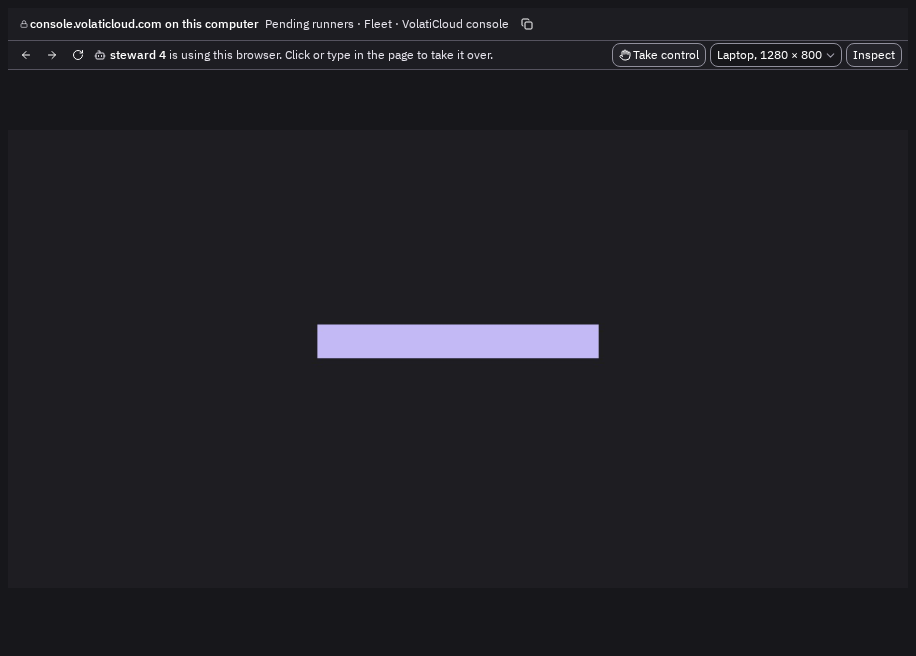 console.volaticloud.com on this computer Pending runners · Fleet · VolatiCloud console
steward 4 is using this browser. Click or type in the page to take it over. Take control Laptop, 1280 × 800 Inspect